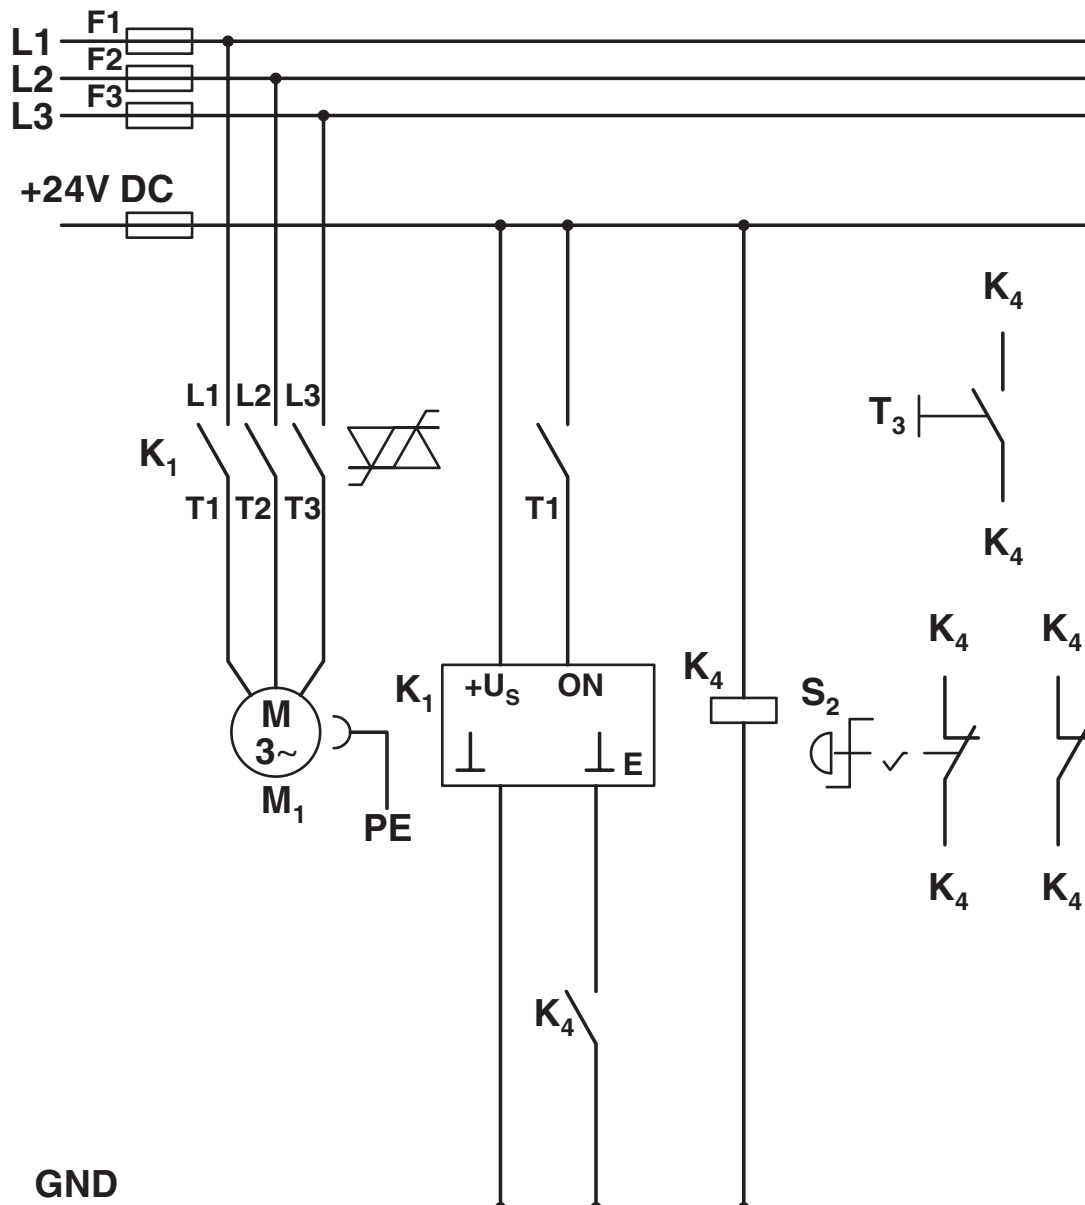 F1
L1
F2
L2
F3
L3
+24V DC
K4
L1 L2 L3
T3
K1
T1 T2 T3
T1
K4
K4 K4
K1 +US ON
K4
S2
M
3~
E
M1
PE
K4 K4
K4
GND